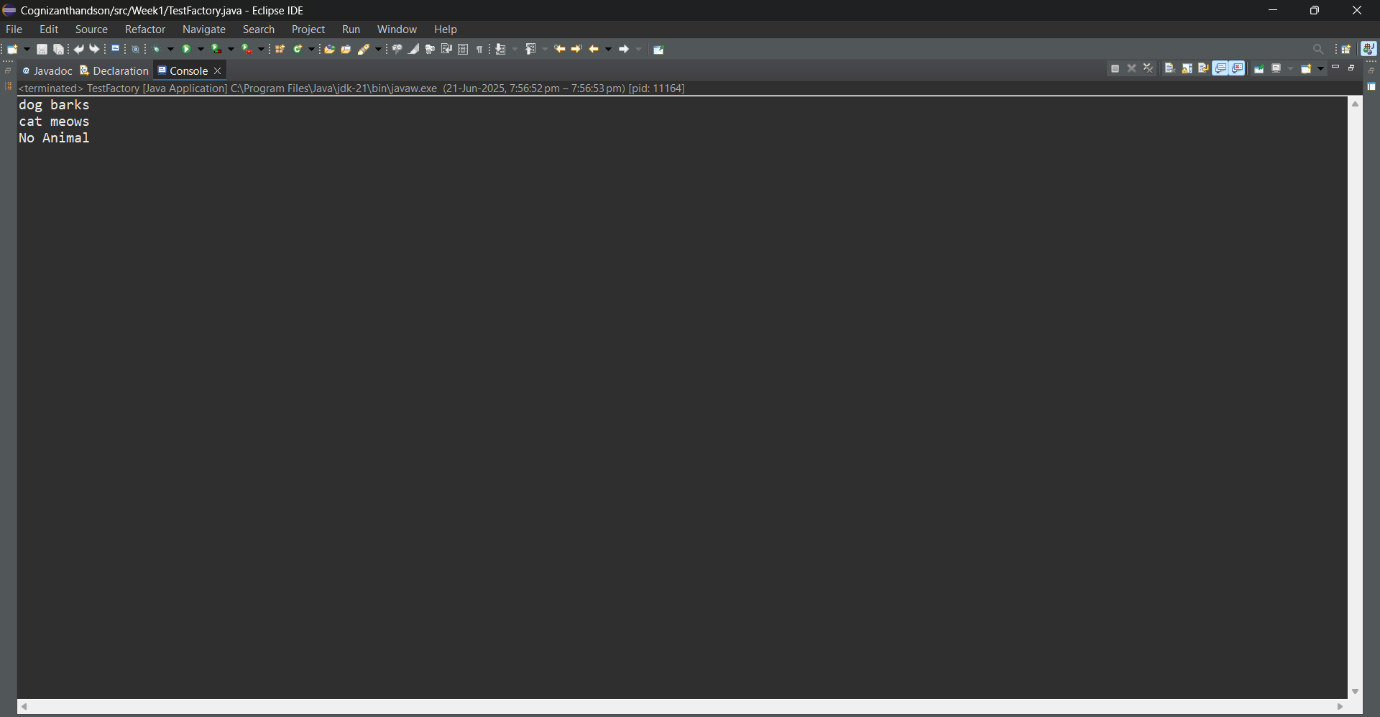 Cognizanthandson/src/Week1/TestFactory.java - Eclipse IDE
File Edit Source Refactor Navigate Search Project Run Window Help
Javadoc Declaration Console
<terminated> TestFactory [Java Application] C:\Program Files\Java\jdk-21\bin\javaw.exe (21-Jun-2025, 7:56:52 pm – 7:56:53 pm) [pid: 11164]
dog barks
cat meows
No Animal